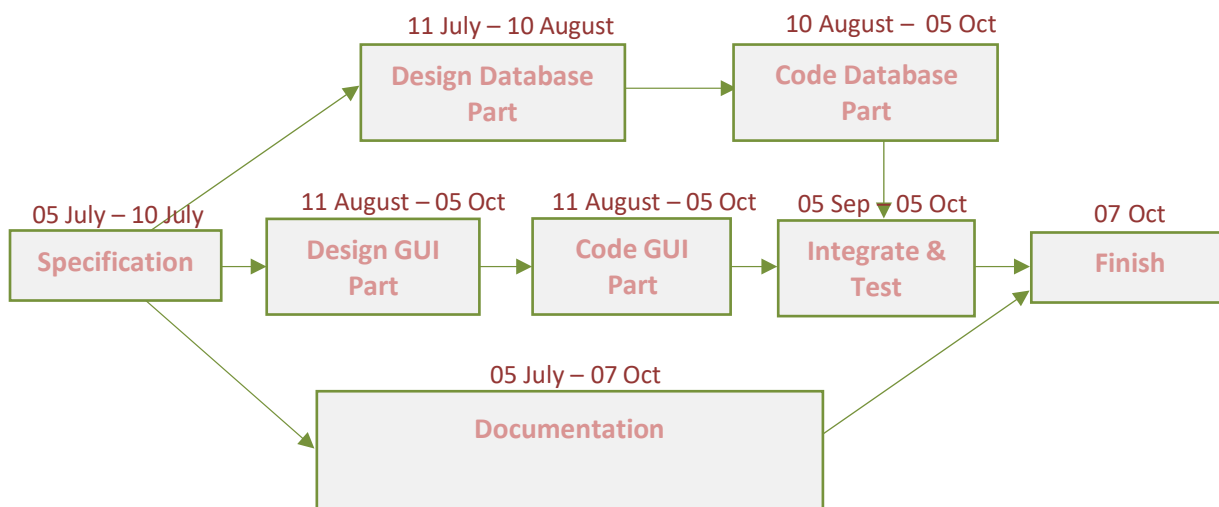 11 July – 10 August
10 August – 05 Oct
Design Database
Part
Code Database
Part
05 July – 10 July
11 August – 05 Oct
11 August – 05 Oct
05 Sep – 05 Oct
07 Oct
Specification
Design GUI
Part
Code GUI
Part
Integrate &
Test
Finish
05 July – 07 Oct
Documentation